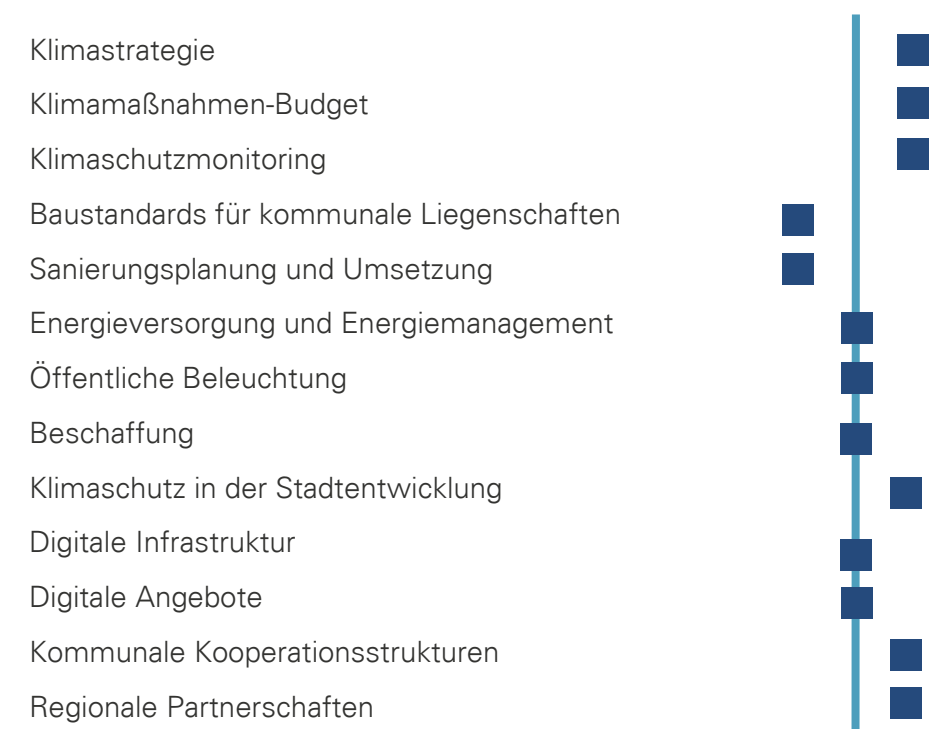 Klimastrategie
Klimamaßnahmen-Budget
Klimaschutzmonitoring
Baustandards für kommunale Liegenschaften
Sanierungsplanung und Umsetzung
Energieversorgung und Energiemanagement
Öffentliche Beleuchtung
Beschaffung
Klimaschutz in der Stadtentwicklung
Digitale Infrastruktur
Digitale Angebote
Kommunale Kooperationsstrukturen
Regionale Partnerschaften